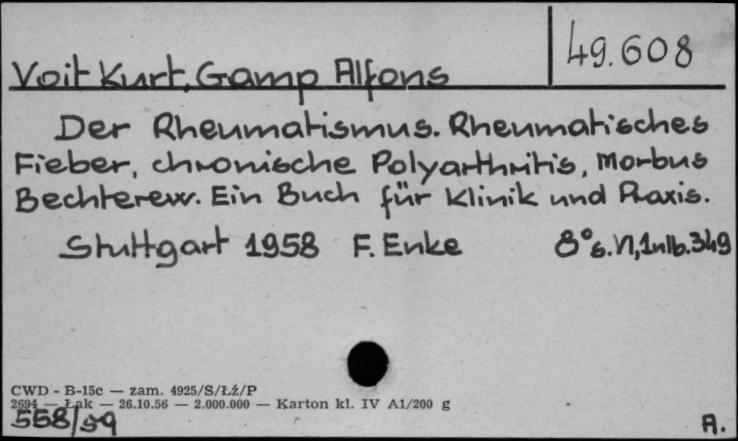 49.608
Voit Kurt, Gamp Alfons
Der Rheumatismus. Rheumatisches
Fieber, chronische Polyarthritis, Morbus
Bechterew. Ein Buch für Klinik und Praxis.
Stuttgart 1958 F. Enke 8° s. VI, 1nlb. 349
CWD - B-15c — zam. 4925/S/Łź/P
2694 — Łąk — 26.10.56 — 2.000.000 — Karton kl. IV A1/200 g
558/59 A.